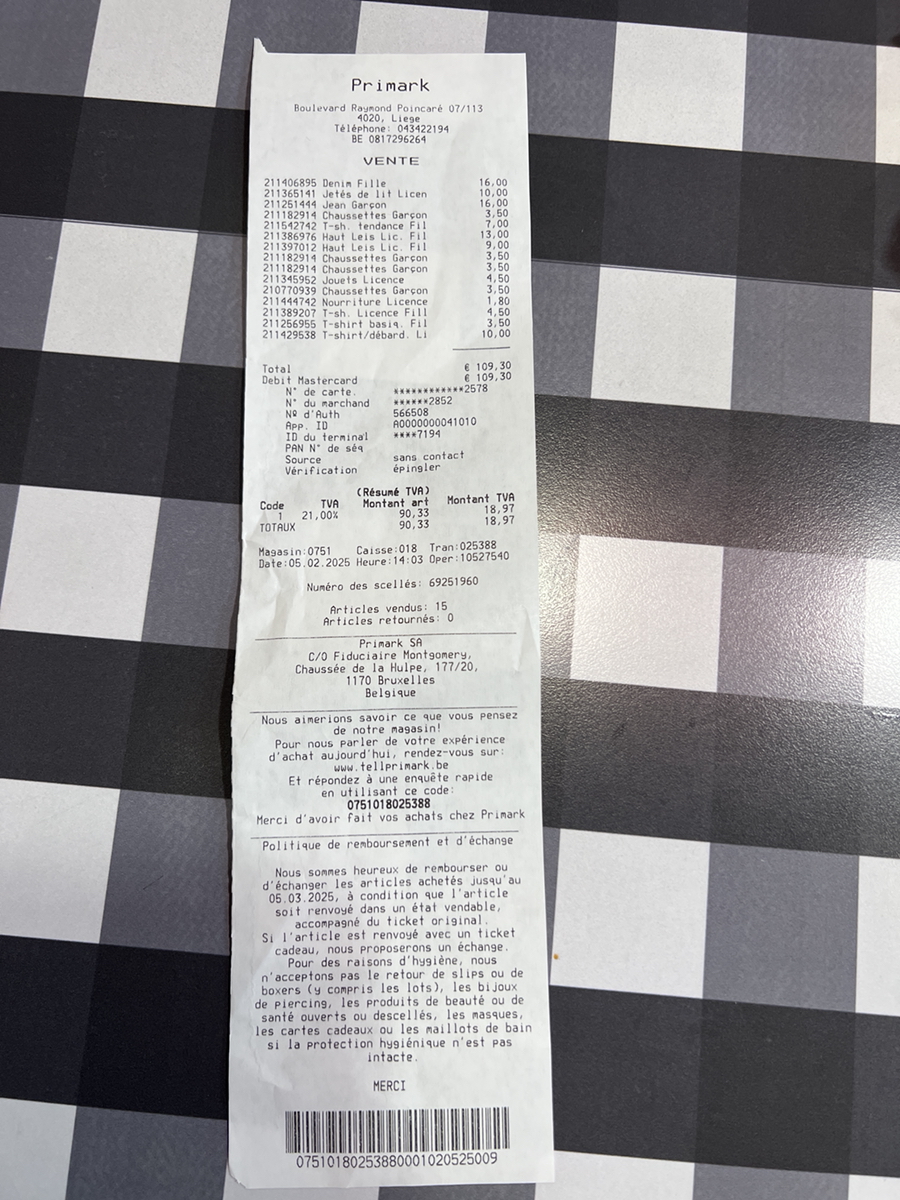 Primark
Boulevard Raymond Poincaré 07/113
4020, Liege
Téléphone: 043422194
BE 0817296264
VENTE
211406895 Denim Fille 16,00
211365141 Jetés de lit Licen 10,00
211251444 Jean Garçon 16,00
211182914 Chaussettes Garçon 3,50
211542742 T-sh. tendance Fil 7,00
211386976 Haut Leis Lic. Fil 13,00
211397012 Haut Leis Lic. Fil 9,00
211182914 Chaussettes Garçon 3,50
211182914 Chaussettes Garçon 3,50
211345952 Jouets Licence 4,50
210770939 Chaussettes Garçon 3,50
211444742 Nourriture Licence 1,80
211389207 T-sh. Licence Fill 4,50
211256955 T-shirt basiq. Fil 3,50
211429538 T-shirt/débard. Li 10,00
Total € 109,30
Debit Mastercard € 109,30
N° de carte. ************2578
N° du marchand ******2852
Nº d'Auth 566508
App. ID A0000000041010
ID du terminal ****7194
PAN N° de séq
Source sans contact
Vérification épingler
(Résumé TVA)
Code TVA Montant art Montant TVA
1 21,00% 90,33 18,97
TOTAUX 90,33 18,97
Magasin:0751 Caisse:018 Tran:025388
Date:05.02.2025 Heure:14:03 Oper:10527540
Numéro des scellés: 69251960
Articles vendus: 15
Articles retournés: 0
Primark SA
C/O Fiduciaire Montgomery,
Chaussée de la Hulpe, 177/20,
1170 Bruxelles
Belgique
Nous aimerions savoir ce que vous pensez
de notre magasin!
Pour nous parler de votre expérience
d'achat aujourd'hui, rendez-vous sur:
www.tellprimark.be
Et répondez à une enquête rapide
en utilisant ce code:
0751018025388
Merci d'avoir fait vos achats chez Primark
Politique de remboursement et d'échange
Nous sommes heureux de rembourser ou
d'échanger les articles achetés jusqu'au
05.03.2025, à condition que l'article
soit renvoyé dans un état vendable,
accompagné du ticket original.
Si l'article est renvoyé avec un ticket
cadeau, nous proposerons un échange.
Pour des raisons d'hygiène, nous
n'acceptons pas le retour de slips ou de
boxers (y compris les lots), les bijoux
de piercing, les produits de beauté ou de
santé ouverts ou descellés, les masques,
les cartes cadeaux ou les maillots de bain
si la protection hygiénique n'est pas
intacte.
MERCI
07510180253880001020525009